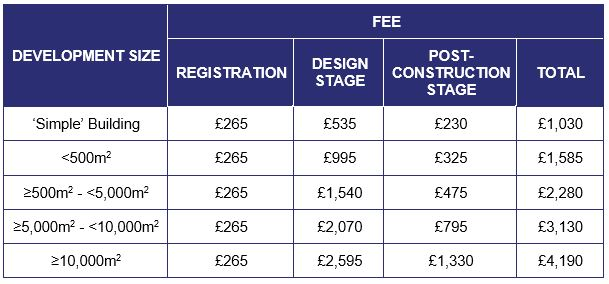 DEVELOPMENT SIZE
FEE
REGISTRATION
DESIGN
STAGE
POST-
CONSTRUCTION
STAGE
TOTAL
‘Simple’ Building £265 £535 £230 £1,030
<500m² £265 £995 £325 £1,585
≥500m² - <5,000m² £265 £1,540 £475 £2,280
≥5,000m² - <10,000m² £265 £2,070 £795 £3,130
≥10,000m² £265 £2,595 £1,330 £4,190